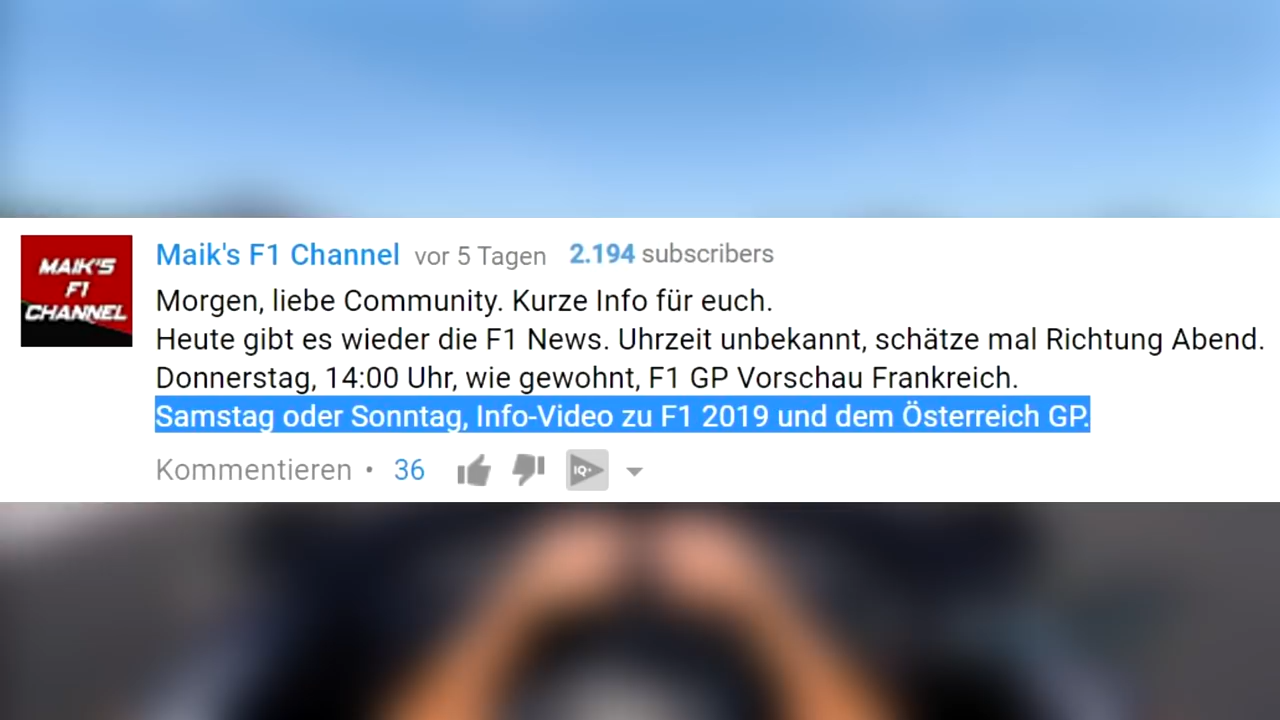 MAIK'S
F1
CHANNEL
Maik's F1 Channel vor 5 Tagen 2.194 subscribers
Morgen, liebe Community. Kurze Info für euch.
Heute gibt es wieder die F1 News. Uhrzeit unbekannt, schätze mal Richtung Abend.
Donnerstag, 14:00 Uhr, wie gewohnt, F1 GP Vorschau Frankreich.
Samstag oder Sonntag, Info-Video zu F1 2019 und dem Österreich GP.
Kommentieren • 36 IQ+